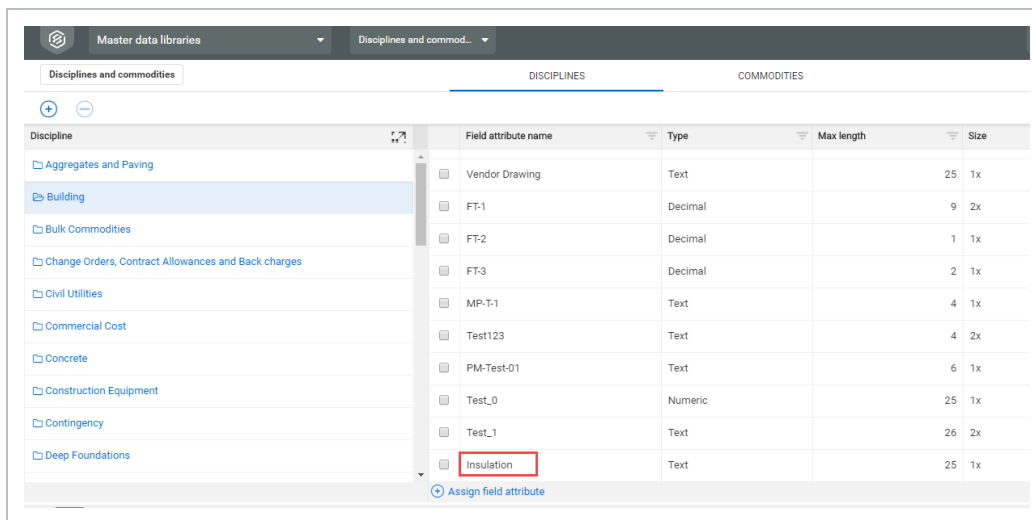 Master data libraries
Disciplines and commod...
Disciplines and commodities
DISCIPLINES
COMMODITIES
Discipline
Field attribute name
Type
Max length
Size
Aggregates and Paving
Building
Bulk Commodities
Change Orders, Contract Allowances and Back charges
Civil Utilities
Commercial Cost
Concrete
Construction Equipment
Contingency
Deep Foundations
Vendor Drawing Text 25 1x
FT-1 Decimal 9 2x
FT-2 Decimal 1 1x
FT-3 Decimal 2 1x
MP-T-1 Text 4 1x
Test123 Text 4 2x
PM-Test-01 Text 6 1x
Test_0 Numeric 25 1x
Test_1 Text 26 2x
Insulation Text 25 1x
Assign field attribute